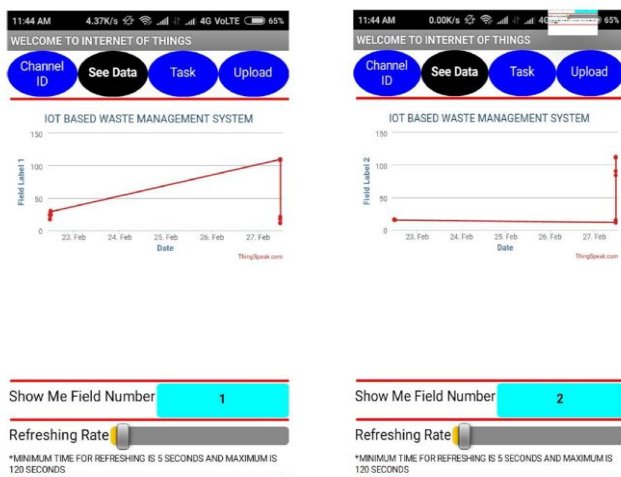 11:44 AM 4.37K/s 4G VoLTE 65%
WELCOME TO INTERNET OF THINGS
Channel
ID
See Data
Task
Upload
IOT BASED WASTE MANAGEMENT SYSTEM
150
100
50
0
Field Label 1
23. Feb 24. Feb 25. Feb 26. Feb 27. Feb
Date
ThingSpeak.com
Show Me Field Number 1
Refreshing Rate
*MINIMUM TIME FOR REFRESHING IS 5 SECONDS AND MAXIMUM IS
120 SECONDS
11:44 AM 0.00K/s 4G 65%
WELCOME TO INTERNET OF THINGS
Channel
ID
See Data
Task
Upload
IOT BASED WASTE MANAGEMENT SYSTEM
150
100
50
0
Field Label 2
23. Feb 24. Feb 25. Feb 26. Feb 27. Feb
Date
ThingSpeak.com
Show Me Field Number 2
Refreshing Rate
*MINIMUM TIME FOR REFRESHING IS 5 SECONDS AND MAXIMUM IS
120 SECONDS